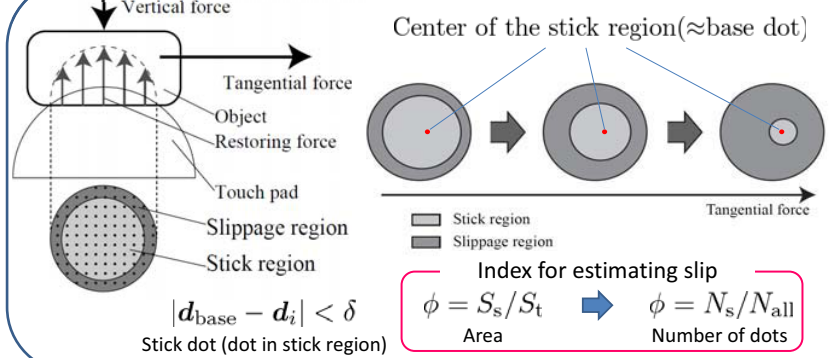 Vertical force
Tangential force
Object
Restoring force
Touch pad
Slippage region
Stick region
|d_base − d_i| < δ
Stick dot (dot in stick region)
Center of the stick region(≈base dot)
Tangential force
Stick region
Slippage region
Index for estimating slip
ϕ = S_s/S_t ϕ = N_s/N_all
Area Number of dots